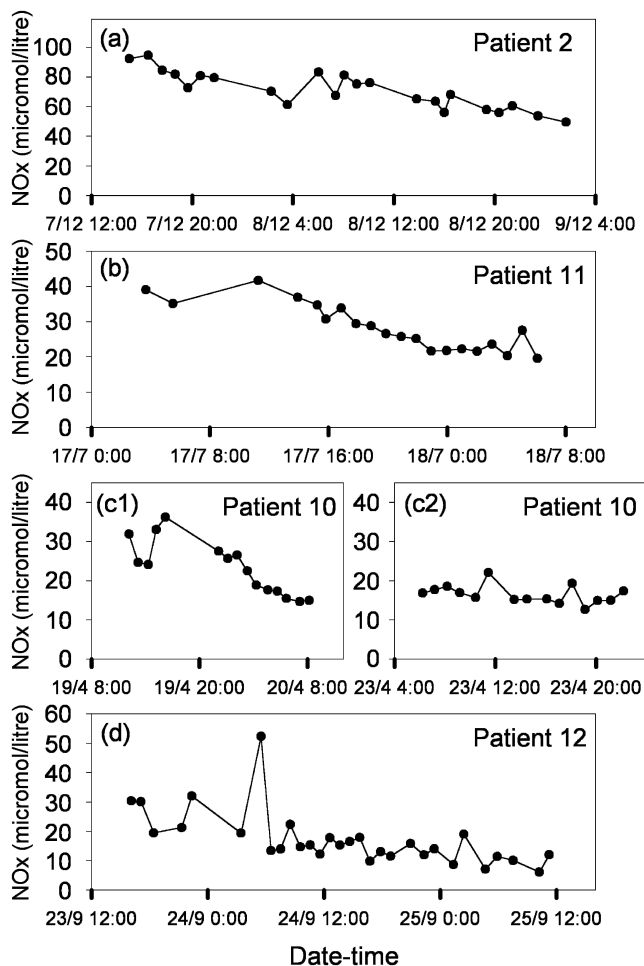 (a) Patient 2
NOx (micromol/litre)
100
80
60
40
20
0
7/12 12:00 7/12 20:00 8/12 4:00 8/12 12:00 8/12 20:00 9/12 4:00
(b) Patient 11
NOx (micromol/litre)
50
40
30
20
10
0
17/7 0:00 17/7 8:00 17/7 16:00 18/7 0:00 18/7 8:00
(c1) Patient 10
NOx (micromol/litre)
40
30
20
10
0
19/4 8:00 19/4 20:00 20/4 8:00
(c2) Patient 10
40
30
20
10
0
23/4 4:00 23/4 12:00 23/4 20:00
(d) Patient 12
NOx (micromol/litre)
60
50
40
30
20
10
0
23/9 12:00 24/9 0:00 24/9 12:00 25/9 0:00 25/9 12:00
Date-time